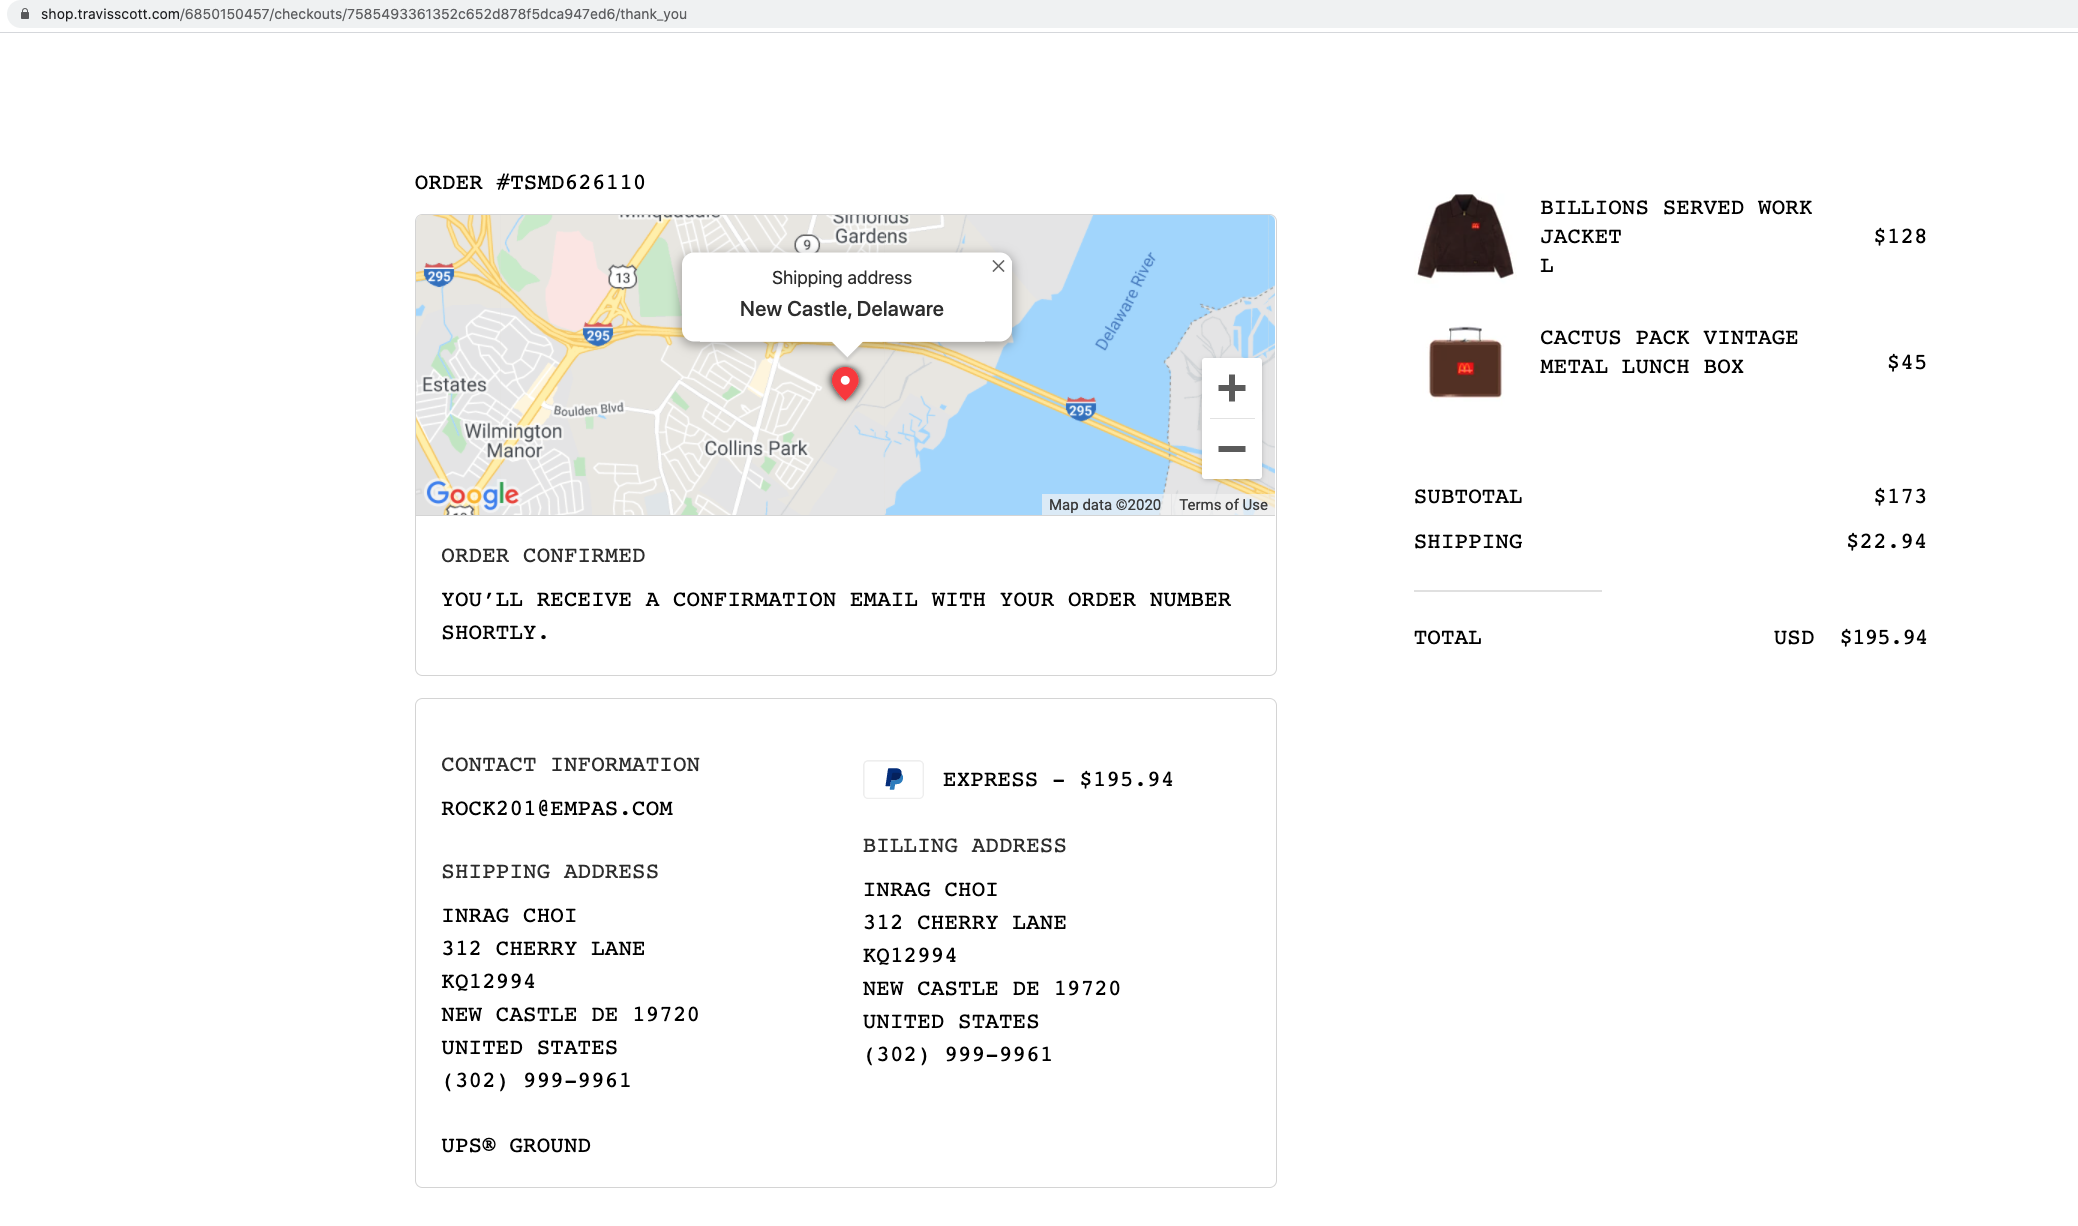 shop.travisscott.com/6850150457/checkouts/7585493361352c652d878f5dca947ed6/thank_you
ORDER #TSMD626110
Minquadale
Simonds
Gardens
9
295
13
Shipping address
New Castle, Delaware
295
Delaware River
Estates
Boulden Blvd
295
Wilmington
Manor
Collins Park
Google
Map data ©2020
Terms of Use
ORDER CONFIRMED
YOU’LL RECEIVE A CONFIRMATION EMAIL WITH YOUR ORDER NUMBER
SHORTLY.
CONTACT INFORMATION
ROCK201@EMPAS.COM
SHIPPING ADDRESS
INRAG CHOI
312 CHERRY LANE
KQ12994
NEW CASTLE DE 19720
UNITED STATES
(302) 999-9961
UPS® GROUND
EXPRESS - $195.94
BILLING ADDRESS
INRAG CHOI
312 CHERRY LANE
KQ12994
NEW CASTLE DE 19720
UNITED STATES
(302) 999-9961
BILLIONS SERVED WORK
JACKET
L
$128
CACTUS PACK VINTAGE
METAL LUNCH BOX
$45
SUBTOTAL $173
SHIPPING $22.94
TOTAL USD $195.94